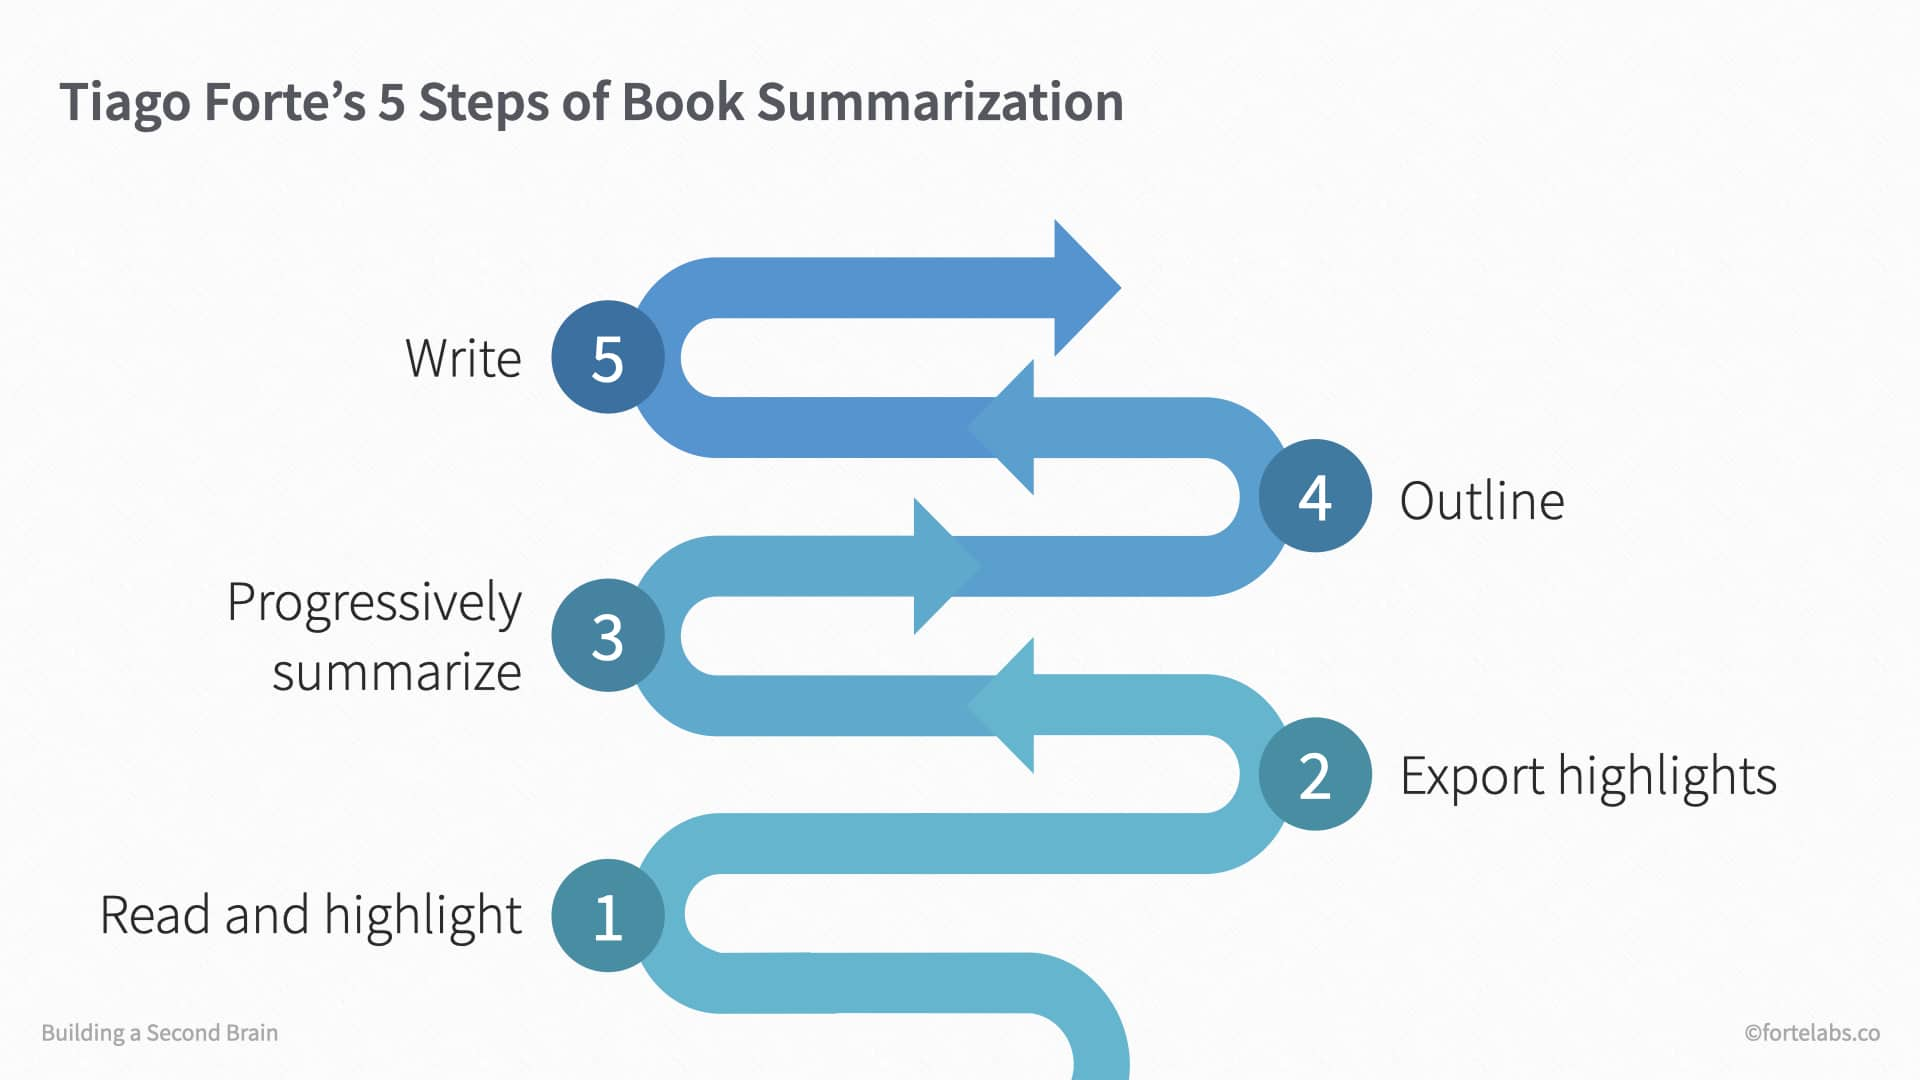 Tiago Forte’s 5 Steps of Book Summarization
Write
5
4
Outline
Progressively
summarize
3
2
Export highlights
Read and highlight
1
Building a Second Brain
©fortelabs.co